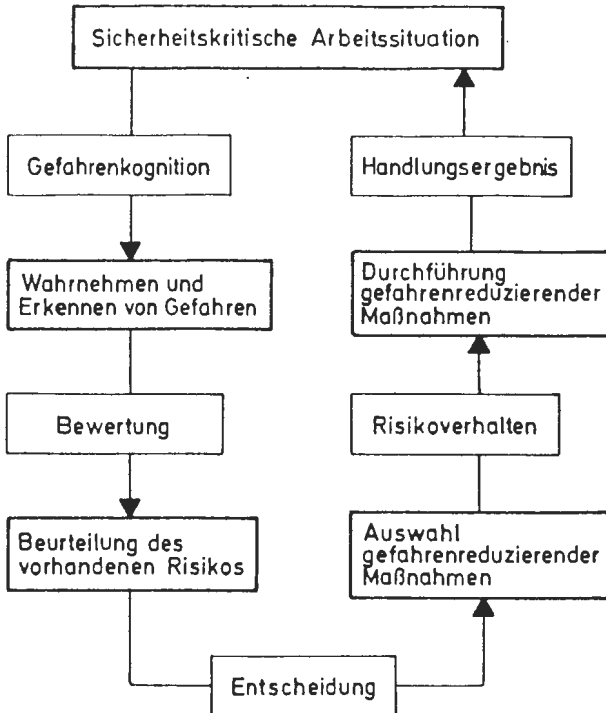 Sicherheitskritische Arbeitssituation
Gefahrenkognition
Wahrnehmen und
Erkennen von Gefahren
Bewertung
Beurteilung des
vorhandenen Risikos
Entscheidung
Auswahl
gefahrenreduzierender
Maßnahmen
Risikoverhalten
Durchführung
gefahrenreduzierender
Maßnahmen
Handlungsergebnis